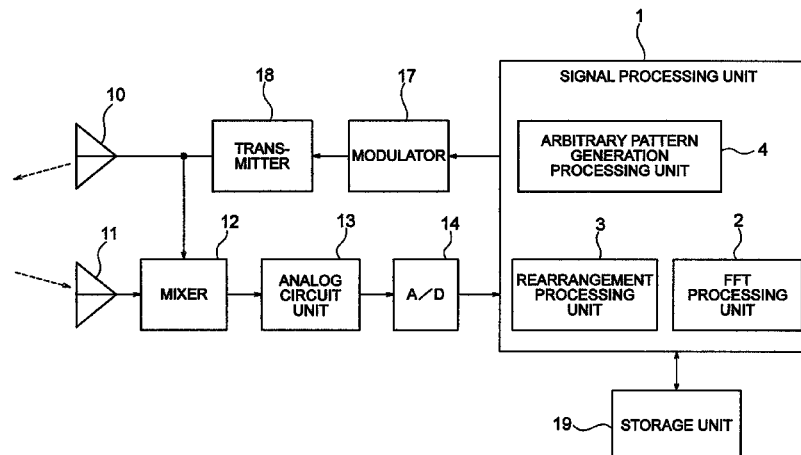 1
SIGNAL PROCESSING UNIT
18
17
10
TRANS-
MITTER
MODULATOR
ARBITRARY PATTERN
GENERATION
PROCESSING UNIT
4
11
12
13
14
3
2
MIXER
ANALOG
CIRCUIT
UNIT
A/D
REARRANGEMENT
PROCESSING
UNIT
FFT
PROCESSING
UNIT
19
STORAGE UNIT